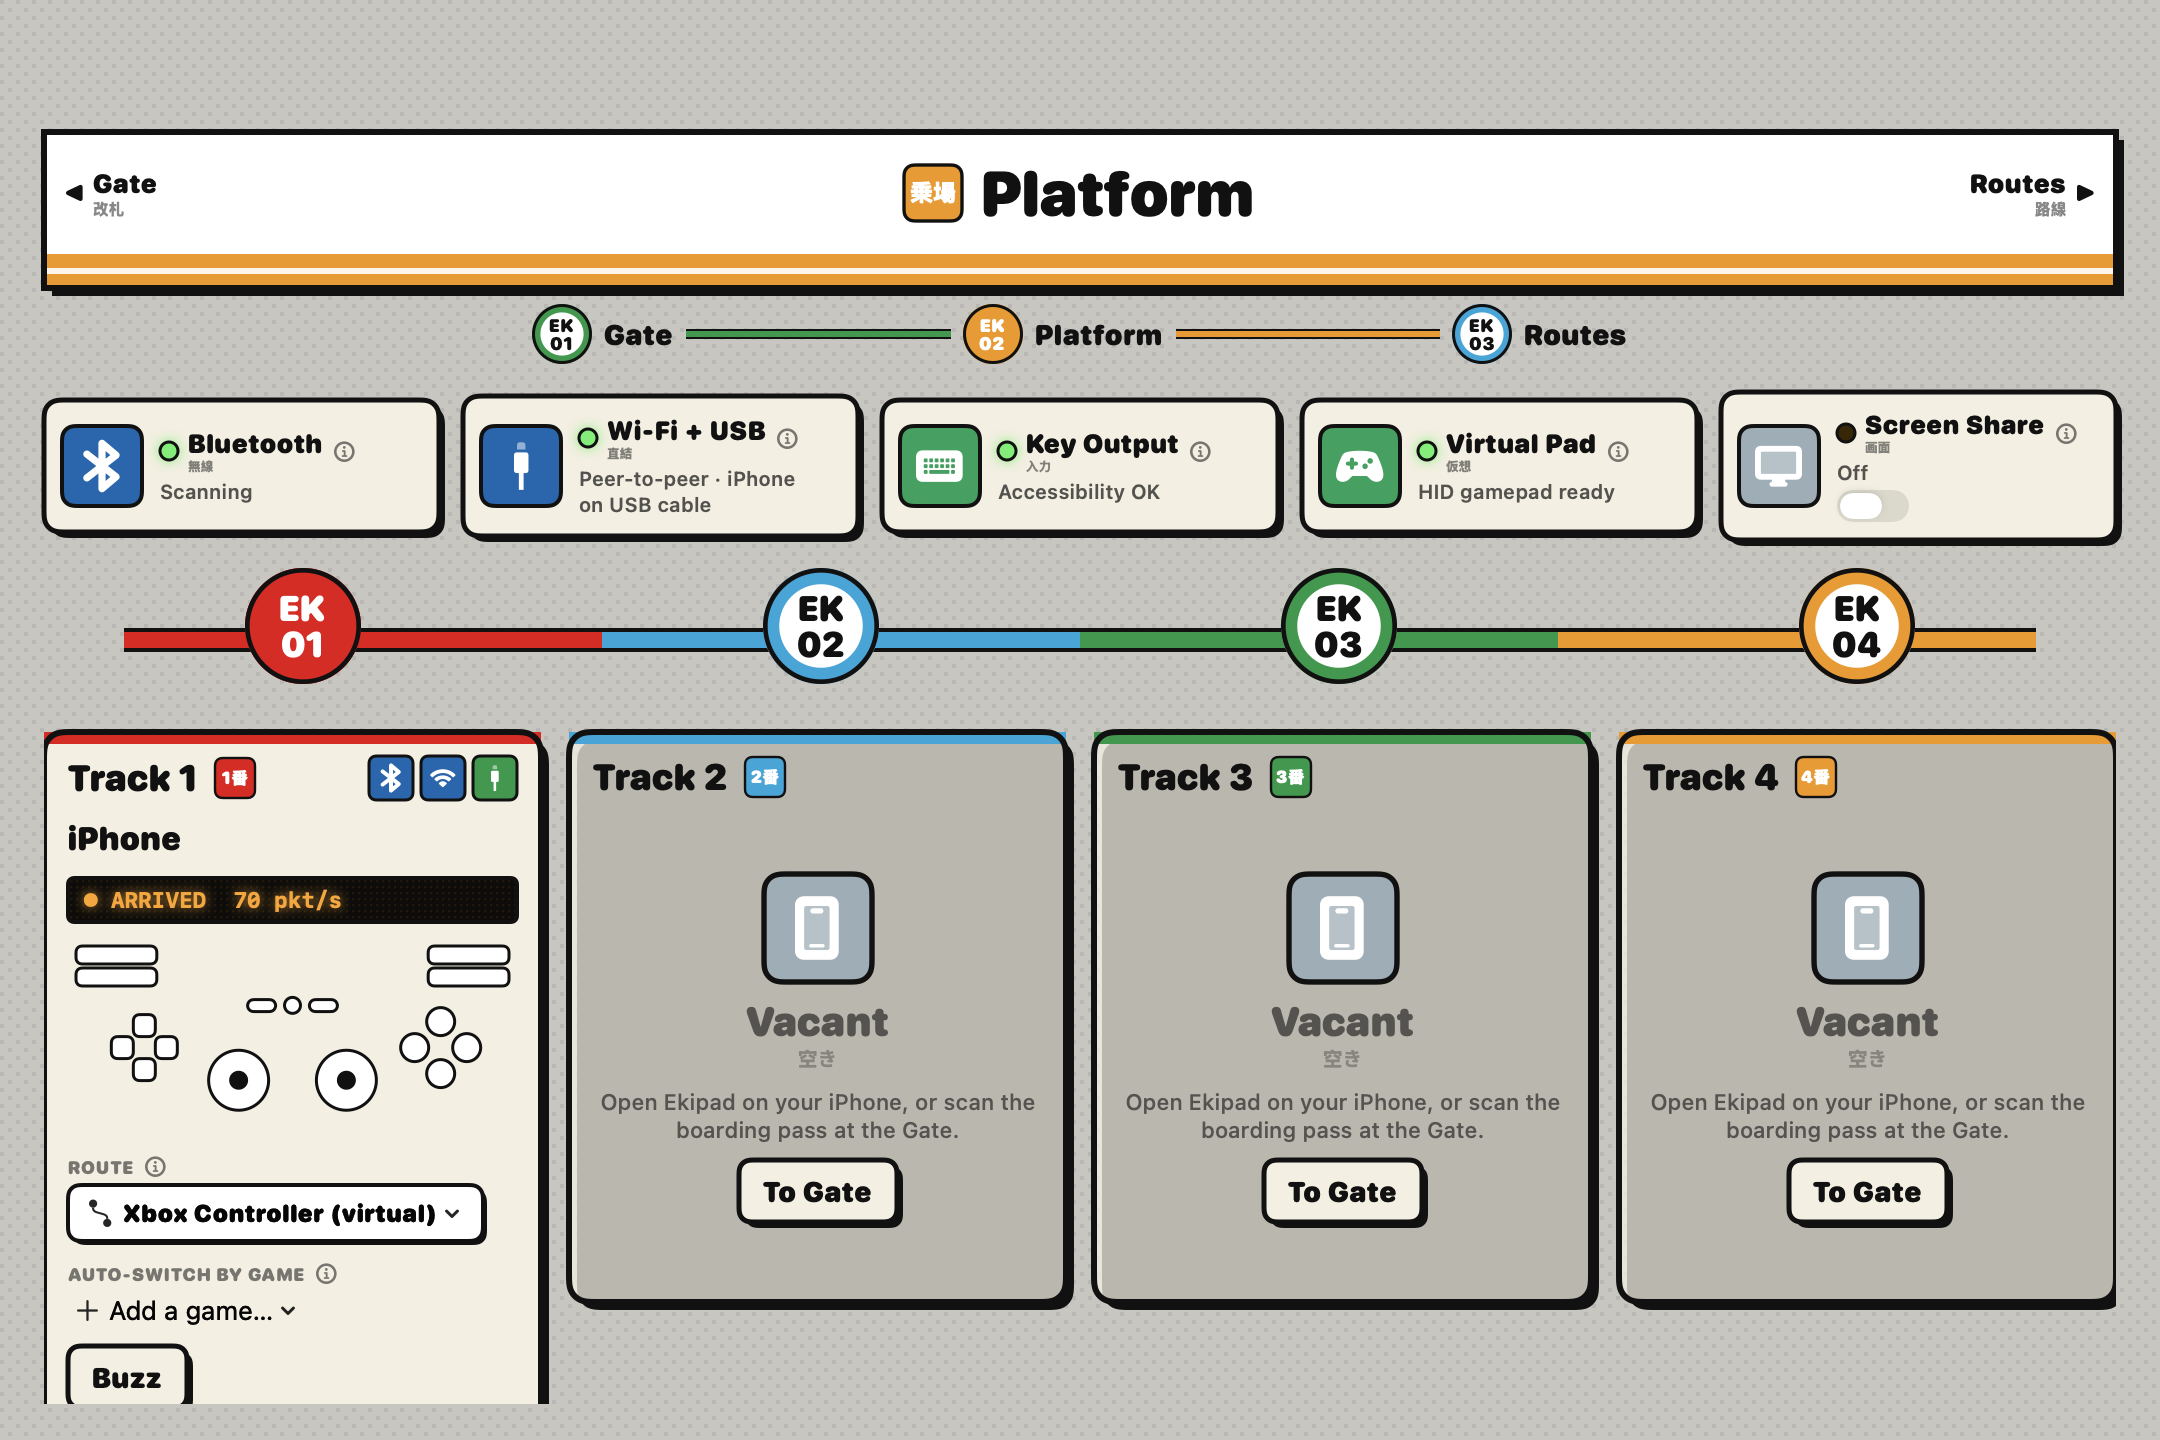 Gate
改札
乗場 Platform
Routes
路線
EK 01 Gate
EK 02 Platform
EK 03 Routes
Bluetooth
無線
Scanning
Wi-Fi + USB
直結
Peer-to-peer · iPhone
on USB cable
Key Output
入力
Accessibility OK
Virtual Pad
仮想
HID gamepad ready
Screen Share
画面
Off
EK
01
EK
02
EK
03
EK
04
Track 1 1番
iPhone
ARRIVED 70 pkt/s
ROUTE
Xbox Controller (virtual)
AUTO-SWITCH BY GAME
Add a game...
Buzz
Track 2 2番
Vacant
空き
Open Ekipad on your iPhone, or scan the
boarding pass at the Gate.
To Gate
Track 3 3番
Vacant
空き
Open Ekipad on your iPhone, or scan the
boarding pass at the Gate.
To Gate
Track 4 4番
Vacant
空き
Open Ekipad on your iPhone, or scan the
boarding pass at the Gate.
To Gate